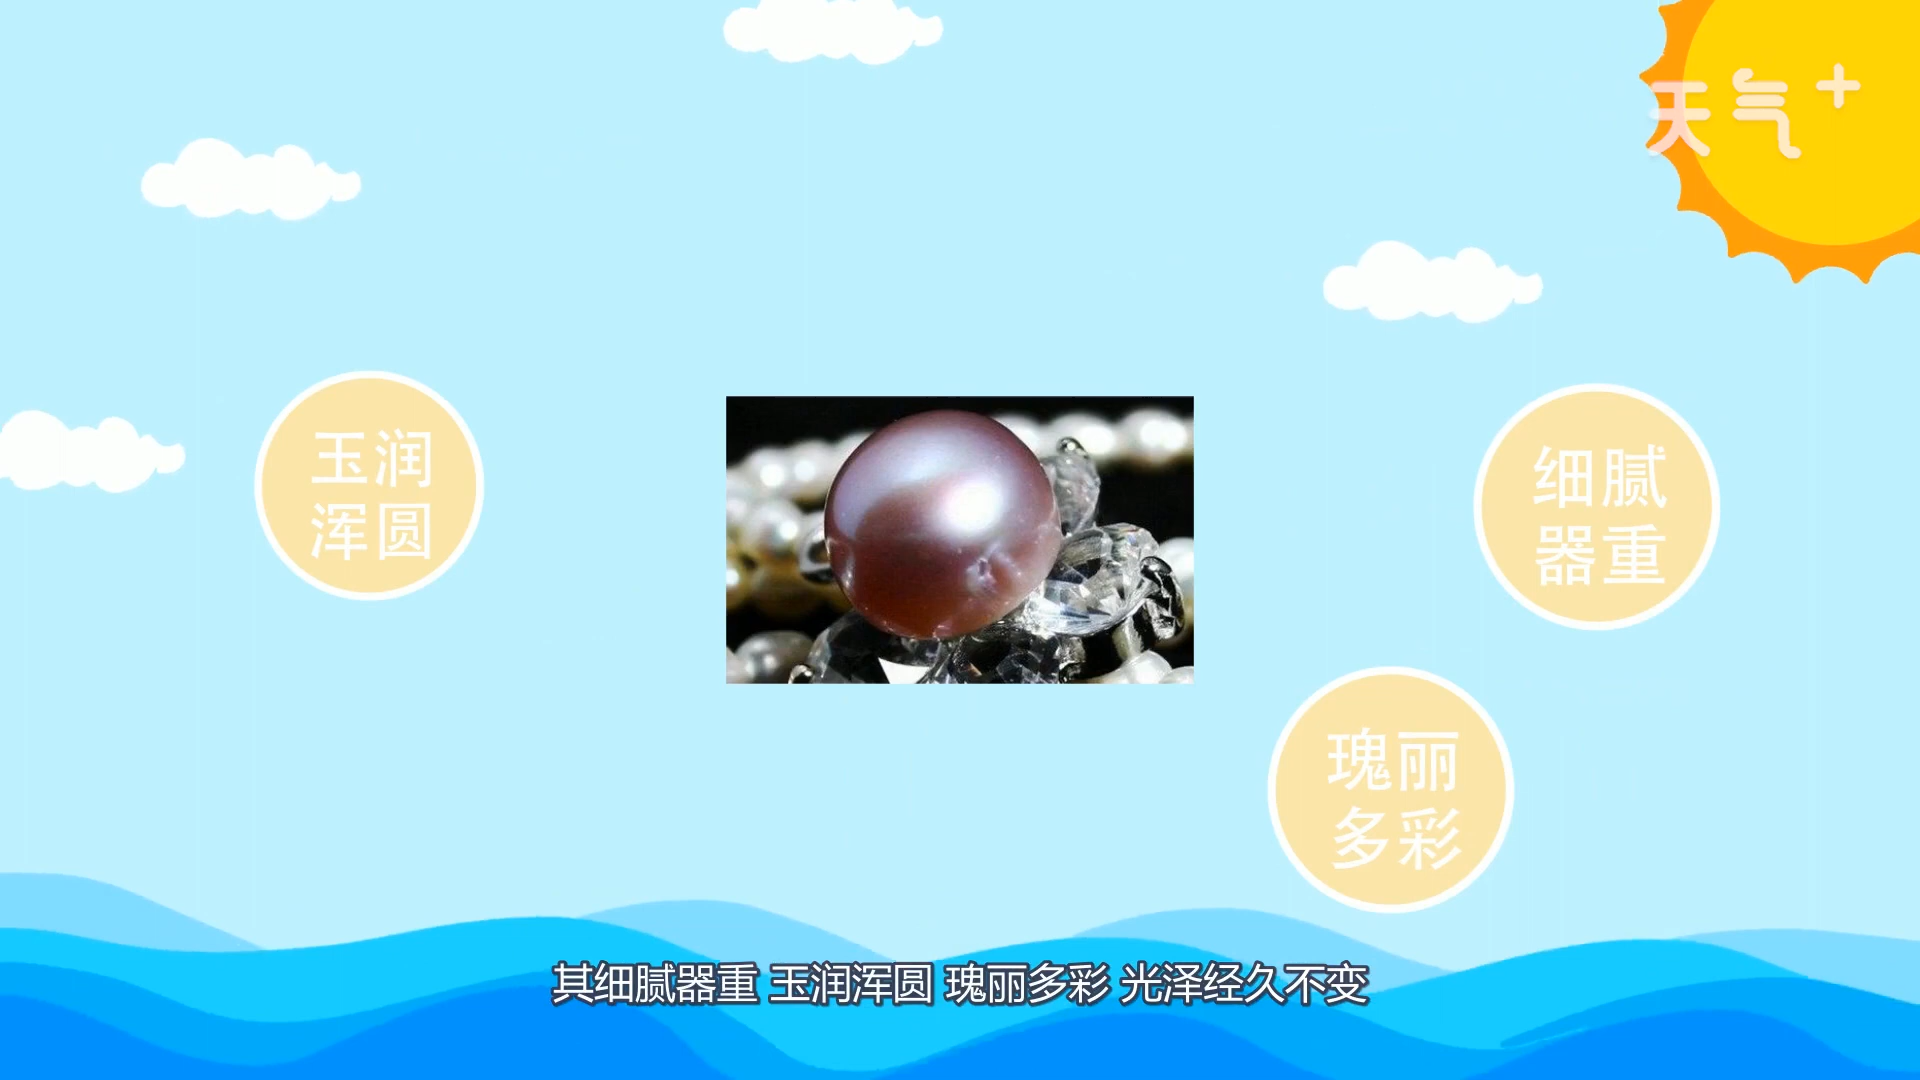 天气+
玉润
浑圆
细腻
器重
瑰丽
多彩
其细腻器重 玉润浑圆 瑰丽多彩 光泽经久不变